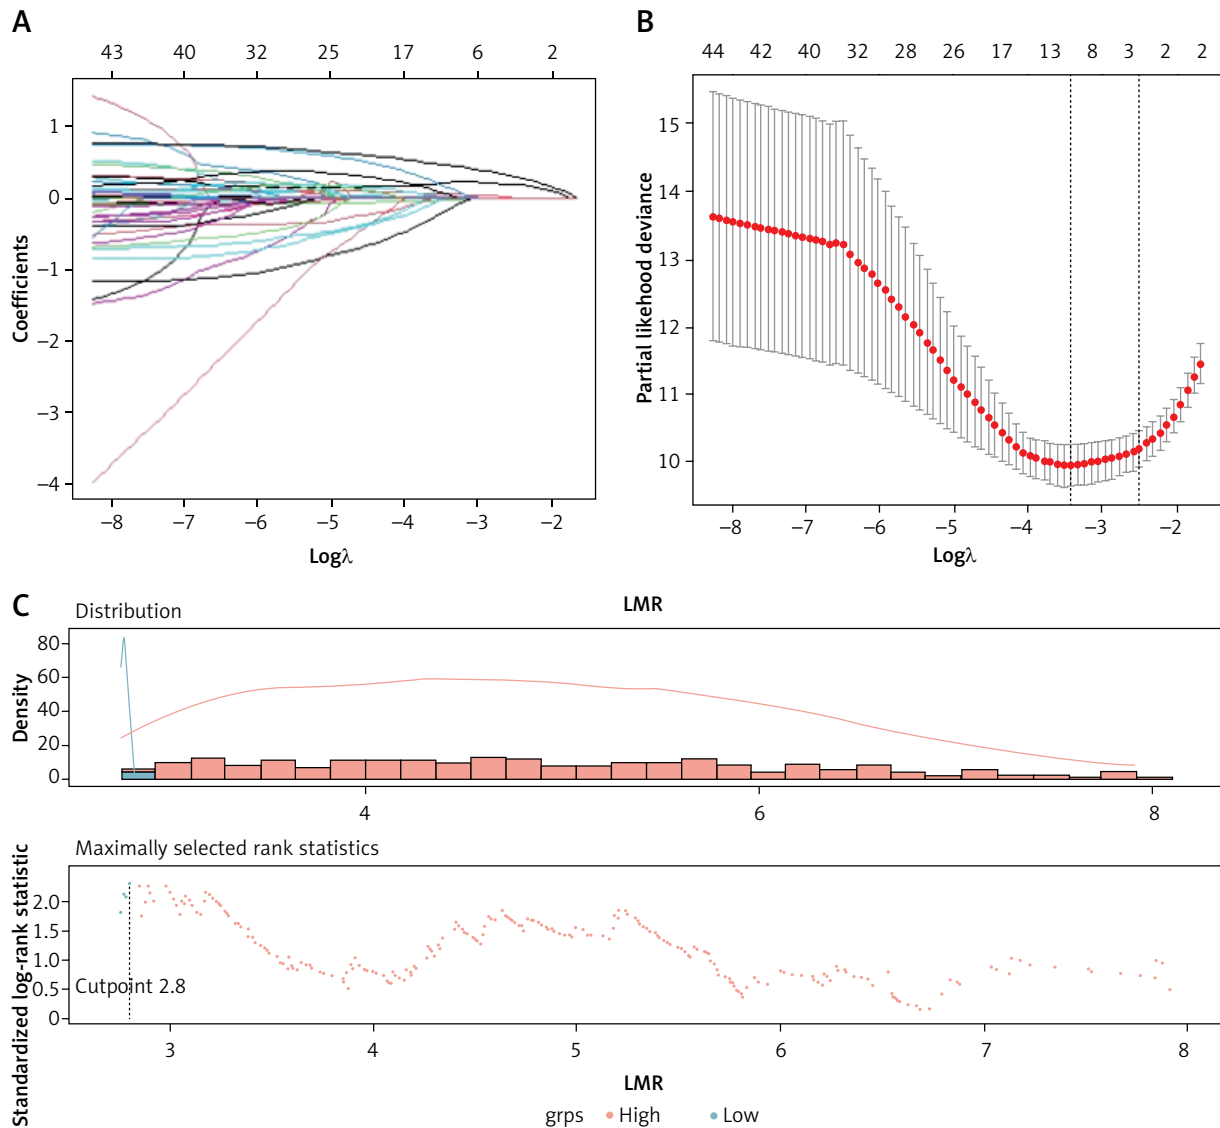 A
43 40 32 25 17 6 2
Coefficients
1
0
−1
−2
−3
−4
−8 −7 −6 −5 −4 −3 −2
Logλ
B
44 42 40 32 28 26 17 13 8 3 2 2
Partial likehood deviance
15
14
13
12
11
10
−8 −7 −6 −5 −4 −3 −2
Logλ
C
LMR
Distribution
Density
80
60
40
20
0
4 6 8
Maximally selected rank statistics
Standardized log-rank statistic
2.0
1.5
1.0
0.5
0
Cutpoint 2.8
3 4 5 6 7 8
LMR
grps High Low